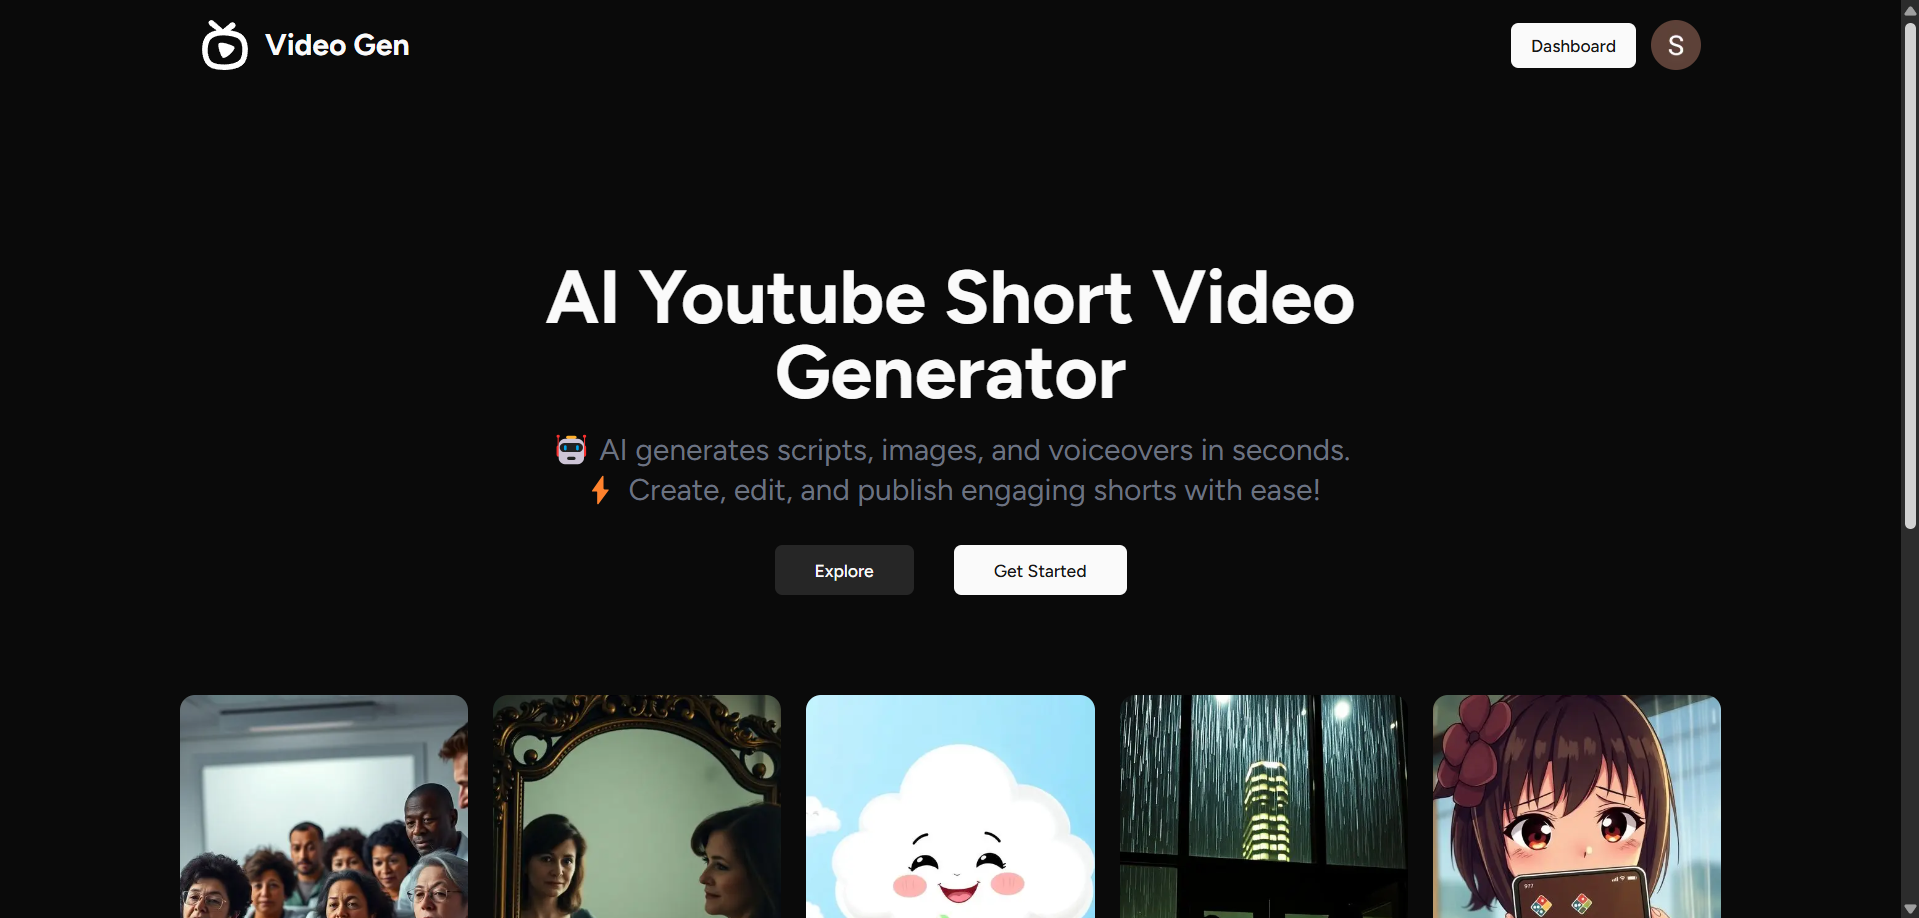 Video Gen
Dashboard
S
AI Youtube Short Video
Generator
🤖 AI generates scripts, images, and voiceovers in seconds.
⚡ Create, edit, and publish engaging shorts with ease!
Explore
Get Started